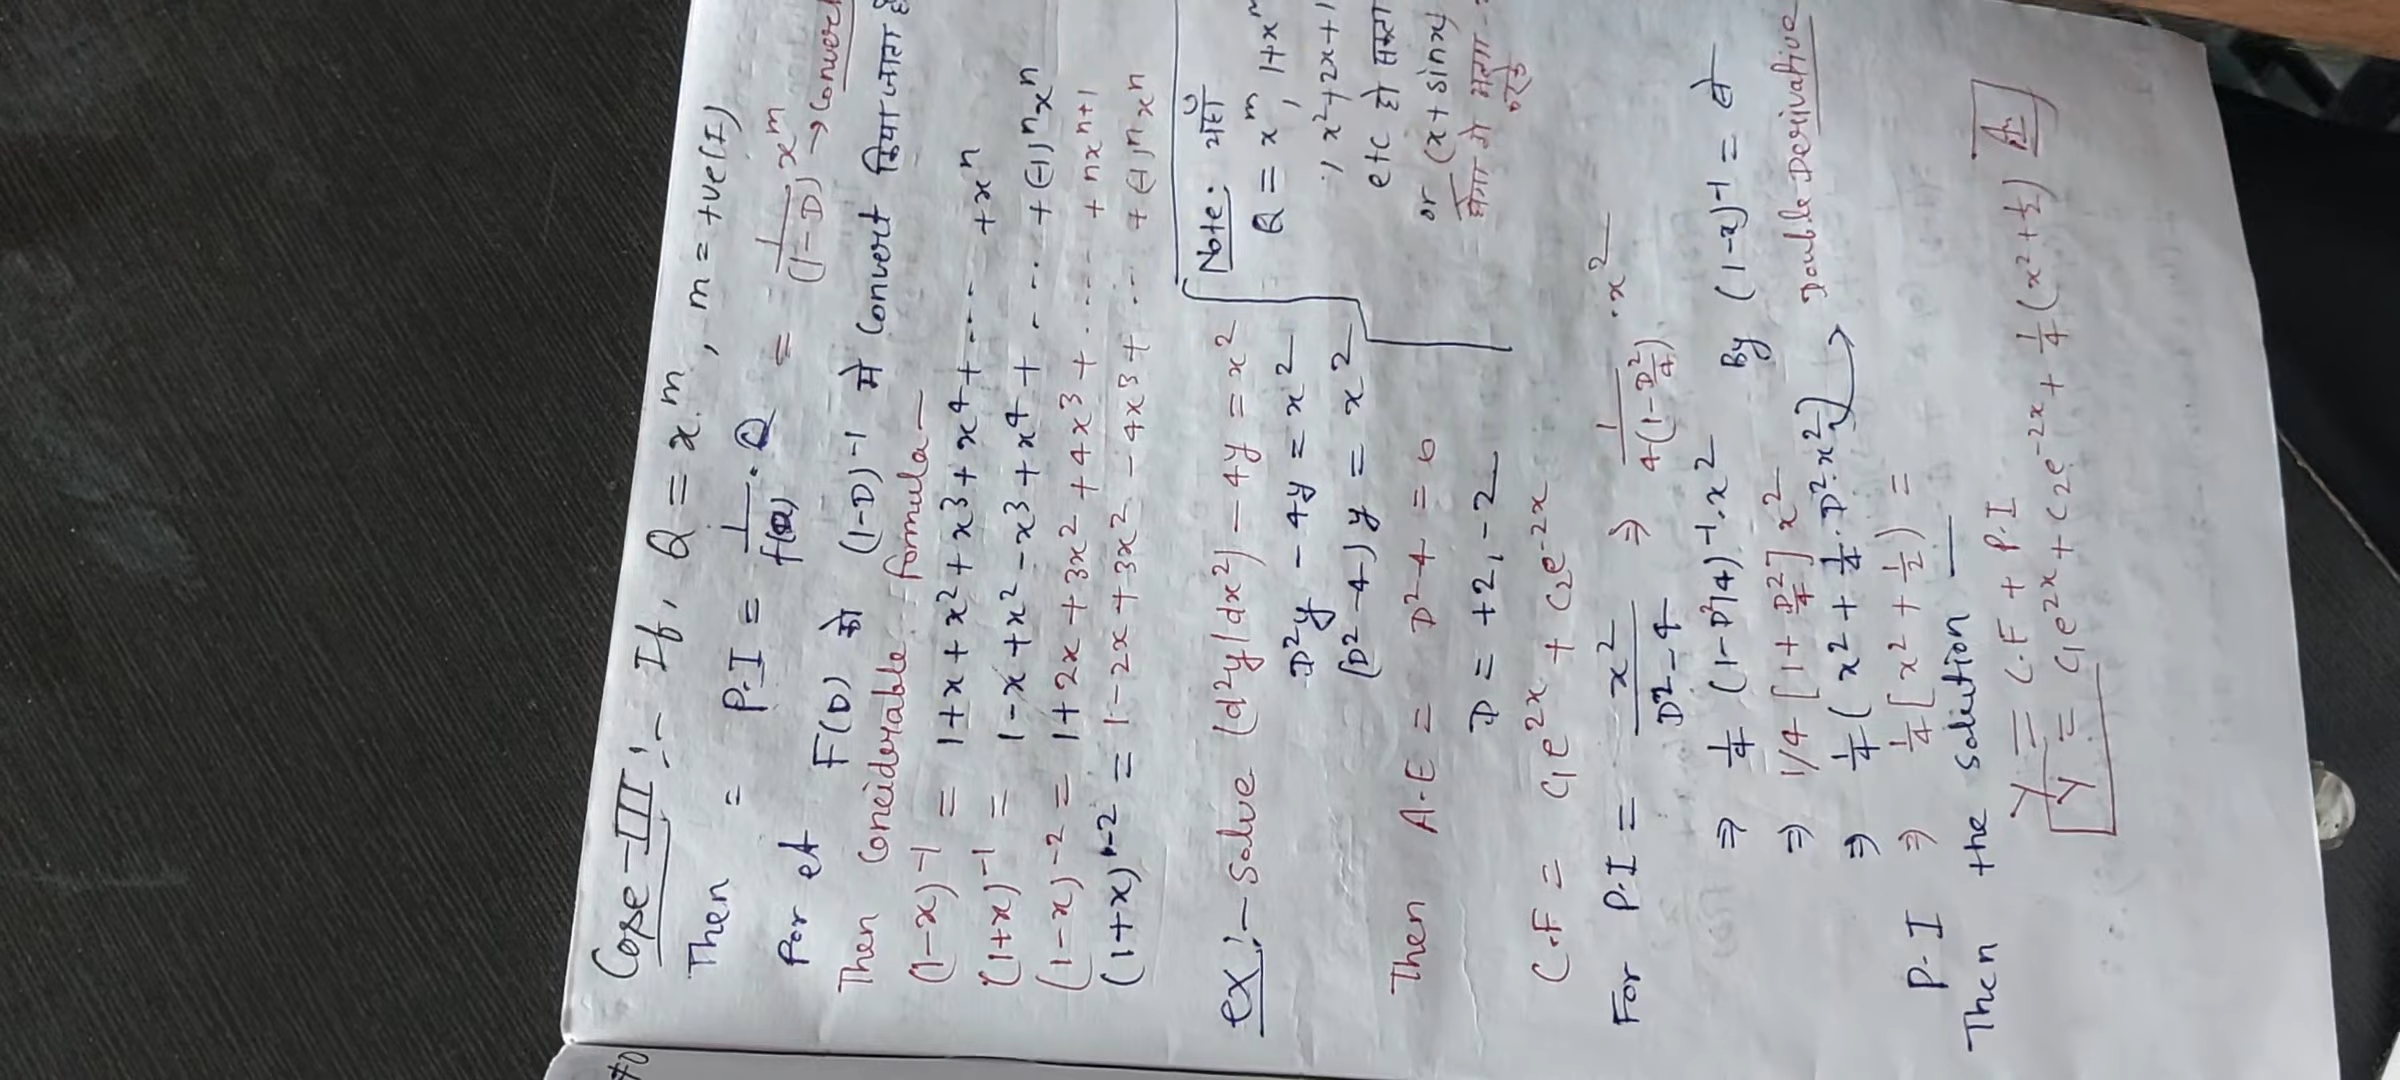 Case-III:- If, Q = x^m, m = +ve(I)
Then = P.I = 1/f(D) . Q = 1/(1-D) x^m
For et F(D) को (1-D)^-1 मे convert किया जाता है → convert
Then Conciderable formula -
(1-x)^-1 = 1+x+x^2+x^3+x^4+.... +x^n
(1+x)^-1 = 1-x+x^2-x^3+x^4+.... +(-1)^n x^n
(1-x)^-2 = 1+2x+3x^2+4x^3+.... +nx^n+1
(1+x)^-2 = 1-2x+3x^2-4x^3+... +(-1)^n x^n
Note: यहाँ
Q = x^m, 1+x^m
x^2+2x+1
etc हो सकता
or (x+sinx)
ex:- Solve (d^2y/dx^2) - 4y = x^2
D^2y - 4y = x^2
(D^2-4)y = x^2
Then A.E = D^2-4 = 0
D = +2, -2
C.F = C1e^2x + C2e^-2x
For P.I = x^2/D^2-4 ⇒ 1/4(1-D^2/4) . x^2
⇒ 1/4 (1-D^2/4)^-1 . x^2 By (1-x)^-1 = से
⇒ 1/4 [1+D^2/4] x^2
⇒ 1/4 (x^2 + 1/4 . D^2 . x^2) → Double Derivative
P.I ⇒ 1/4 [x^2 + 1/2) =
Then the solution -
Y = C.F + P.I
Y = C1e^2x + C2e^-2x + 1/4 (x^2+1/2) A